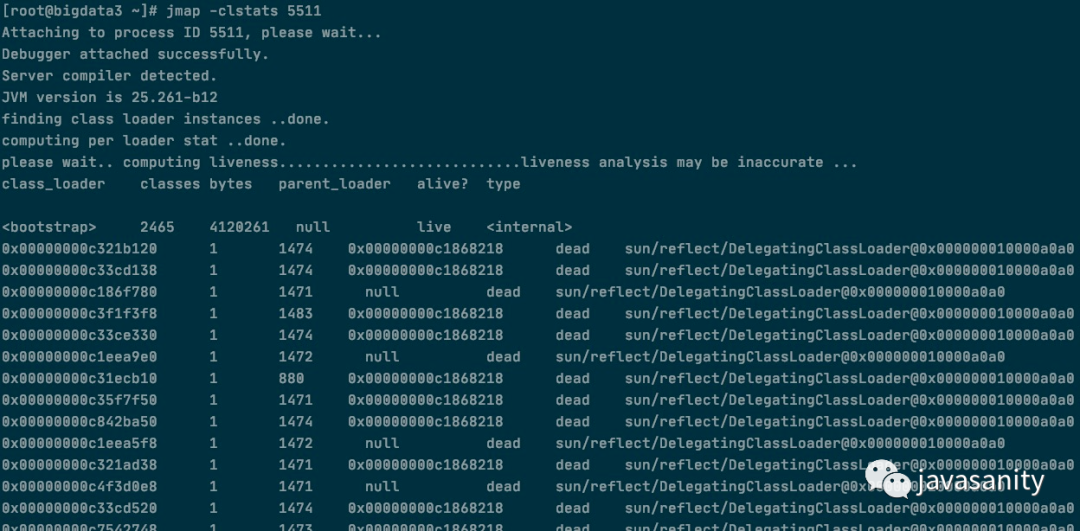 [root@bigdata3 ~]# jmap -clstats 5511
Attaching to process ID 5511, please wait...
Debugger attached successfully.
Server compiler detected.
JVM version is 25.261-b12
finding class loader instances ..done.
computing per loader stat ..done.
please wait.. computing liveness............................liveness analysis may be inaccurate ...
class_loader classes bytes parent_loader alive? type
<bootstrap> 2465 4120261 null live <internal>
0x00000000c321b120 1 1474 0x00000000c1868218 dead sun/reflect/DelegatingClassLoader@0x000000010000a0a0
0x00000000c33cd138 1 1474 0x00000000c1868218 dead sun/reflect/DelegatingClassLoader@0x000000010000a0a0
0x00000000c186f780 1 1471 null dead sun/reflect/DelegatingClassLoader@0x000000010000a0a0
0x00000000c3f1f3f8 1 1483 0x00000000c1868218 dead sun/reflect/DelegatingClassLoader@0x000000010000a0a0
0x00000000c33ce330 1 1474 0x00000000c1868218 dead sun/reflect/DelegatingClassLoader@0x000000010000a0a0
0x00000000c1eea9e0 1 1472 null dead sun/reflect/DelegatingClassLoader@0x000000010000a0a0
0x00000000c31ecb10 1 880 0x00000000c1868218 dead sun/reflect/DelegatingClassLoader@0x000000010000a0a0
0x00000000c35f7f50 1 1471 0x00000000c1868218 dead sun/reflect/DelegatingClassLoader@0x000000010000a0a0
0x00000000c842ba50 1 1474 0x00000000c1868218 dead sun/reflect/DelegatingClassLoader@0x000000010000a0a0
0x00000000c1eea5f8 1 1472 null dead sun/reflect/DelegatingClassLoader@0x000000010000a0a0
0x00000000c321ad38 1 1471 0x00000000c1868218 dead sun/reflect/DelegatingClassLoader@0x000000010000a0a0
0x00000000c4f3d0e8 1 1471 null dead
javasanity
0x00000000c33cd520 1 1474 0x00000000c1868218 dead sun/reflect/DelegatingClassLoader@0x000000010000a0a0
0x00000000c7542748 1 1473 0x00000000c1868218 dead sun/reflect/DelegatingClassLoader@0x000000010000a0a0